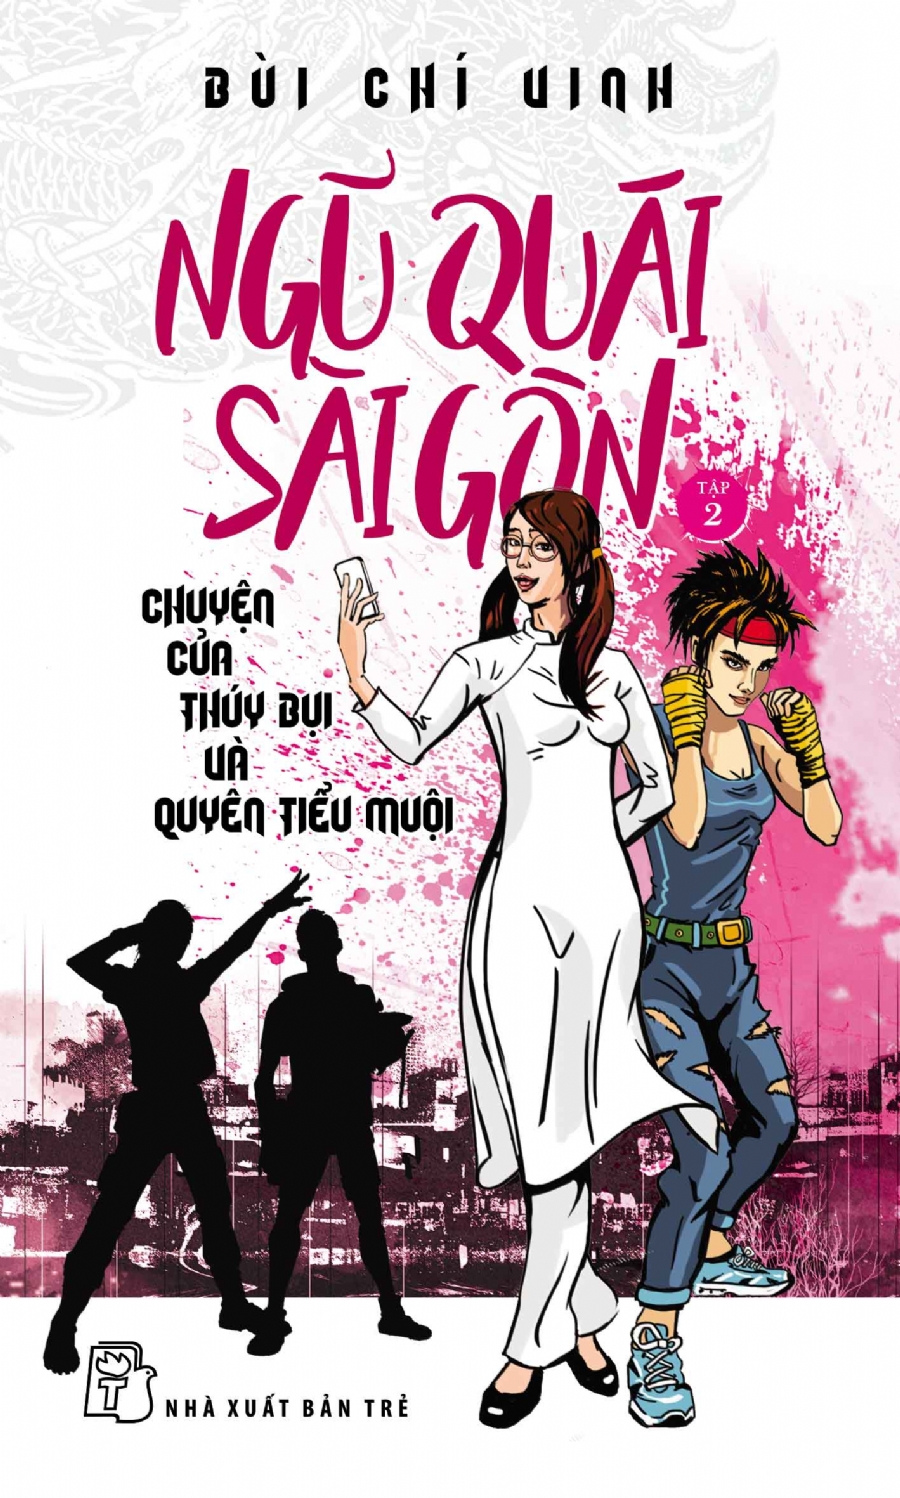 BÙI CHÍ VINH
NGŨ QUÁI
SÀI GÒN
TẬP
2
CHUYỆN
CỦA
THÚY BỤI
VÀ
QUYÊN TIỂU MUỘI
T
NHÀ XUẤT BẢN TRẺ